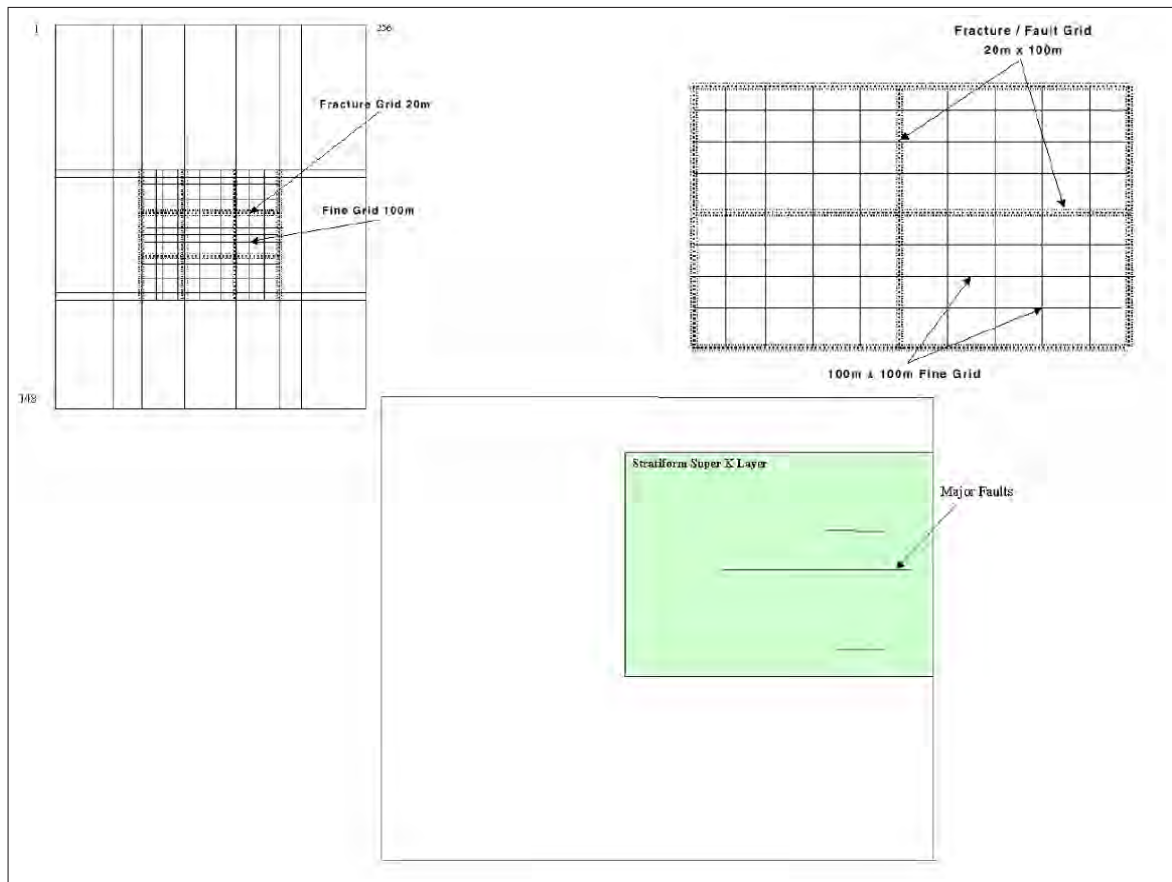 1
256
Fracture / Fault Grid
20m x 100m
Fracture Grid 20m
Fine Grid 100m
100m x 100m Fine Grid
148
Stratiform Super X Layer
Major Faults